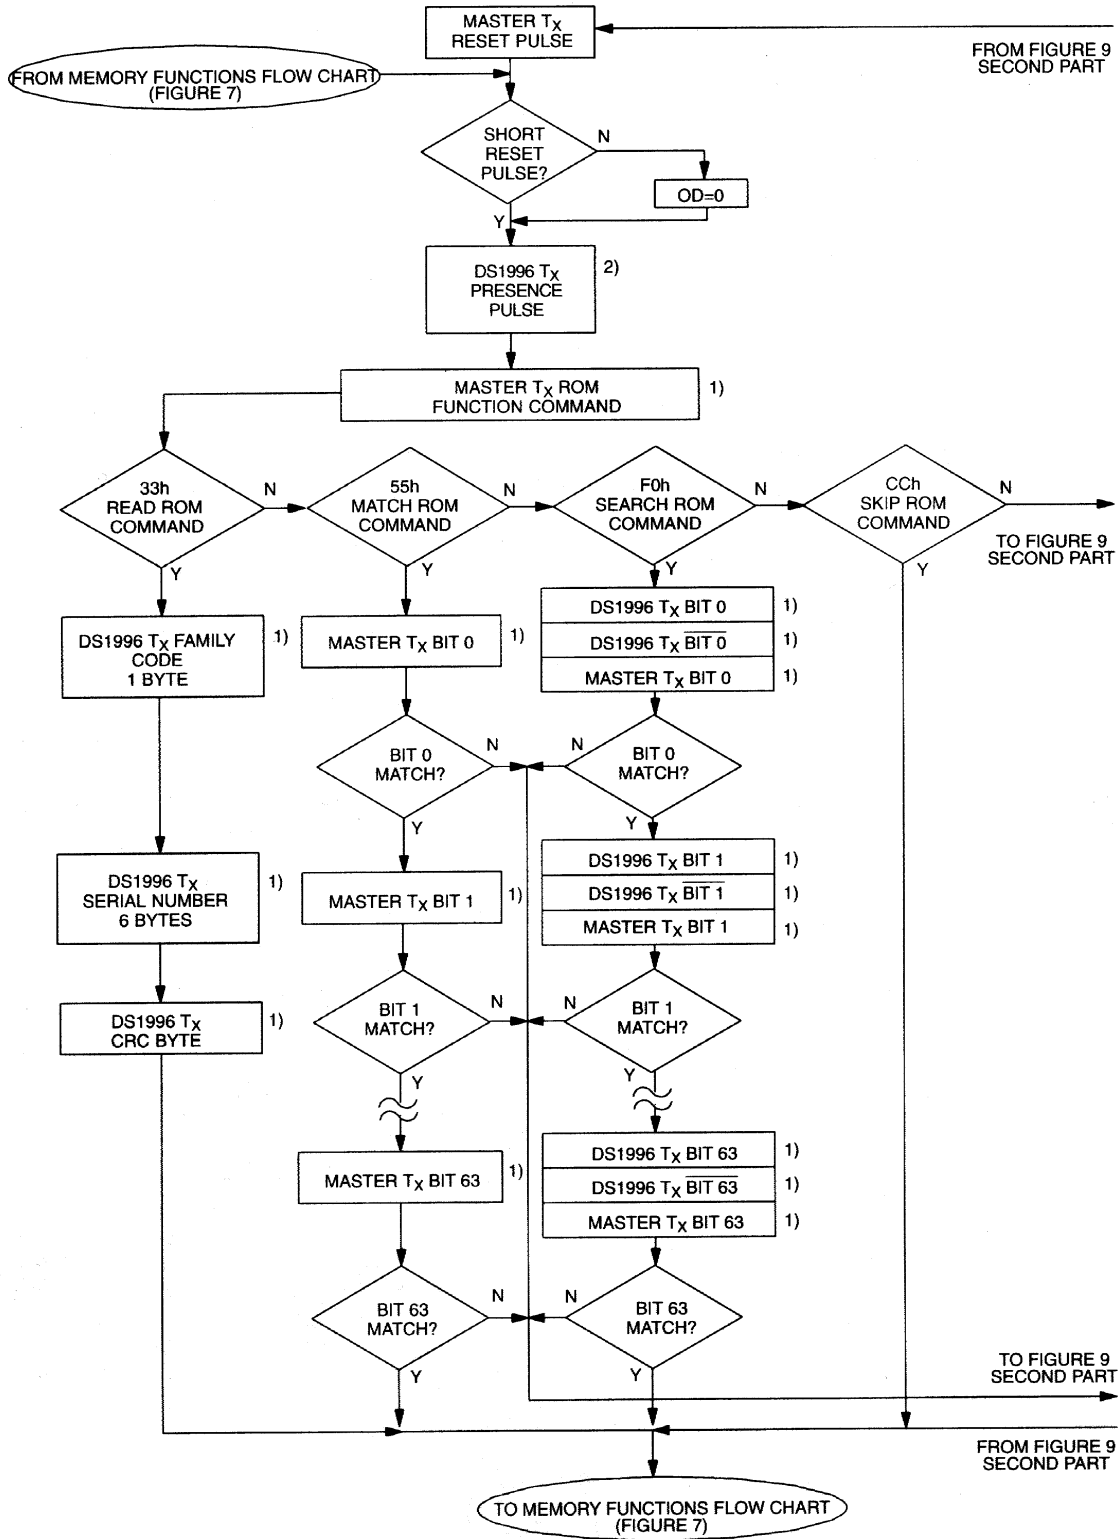 MASTER TX
RESET PULSE
FROM FIGURE 9
SECOND PART
FROM MEMORY FUNCTIONS FLOW CHART
(FIGURE 7)
SHORT
RESET
PULSE?
N
OD=0
Y
DS1996 TX
PRESENCE
PULSE
2)
MASTER TX ROM
FUNCTION COMMAND
1)
33h
READ ROM
COMMAND
N
Y
55h
MATCH ROM
COMMAND
N
Y
F0h
SEARCH ROM
COMMAND
N
Y
CCh
SKIP ROM
COMMAND
N
Y
TO FIGURE 9
SECOND PART
DS1996 TX FAMILY
CODE
1 BYTE
1)
MASTER TX BIT 0
1)
DS1996 TX BIT 0
1)
DS1996 TX BIT 0
1)
MASTER TX BIT 0
1)
BIT 0
MATCH?
N
Y
N
BIT 0
MATCH?
Y
DS1996 TX
SERIAL NUMBER
6 BYTES
1)
MASTER TX BIT 1
1)
DS1996 TX BIT 1
1)
DS1996 TX BIT 1
1)
MASTER TX BIT 1
1)
DS1996 TX
CRC BYTE
1)
BIT 1
MATCH?
N
Y
N
BIT 1
MATCH?
Y
MASTER TX BIT 63
1)
DS1996 TX BIT 63
1)
DS1996 TX BIT 63
1)
MASTER TX BIT 63
1)
BIT 63
MATCH?
N
Y
N
BIT 63
MATCH?
Y
TO FIGURE 9
SECOND PART
FROM FIGURE 9
SECOND PART
TO MEMORY FUNCTIONS FLOW CHART
(FIGURE 7)